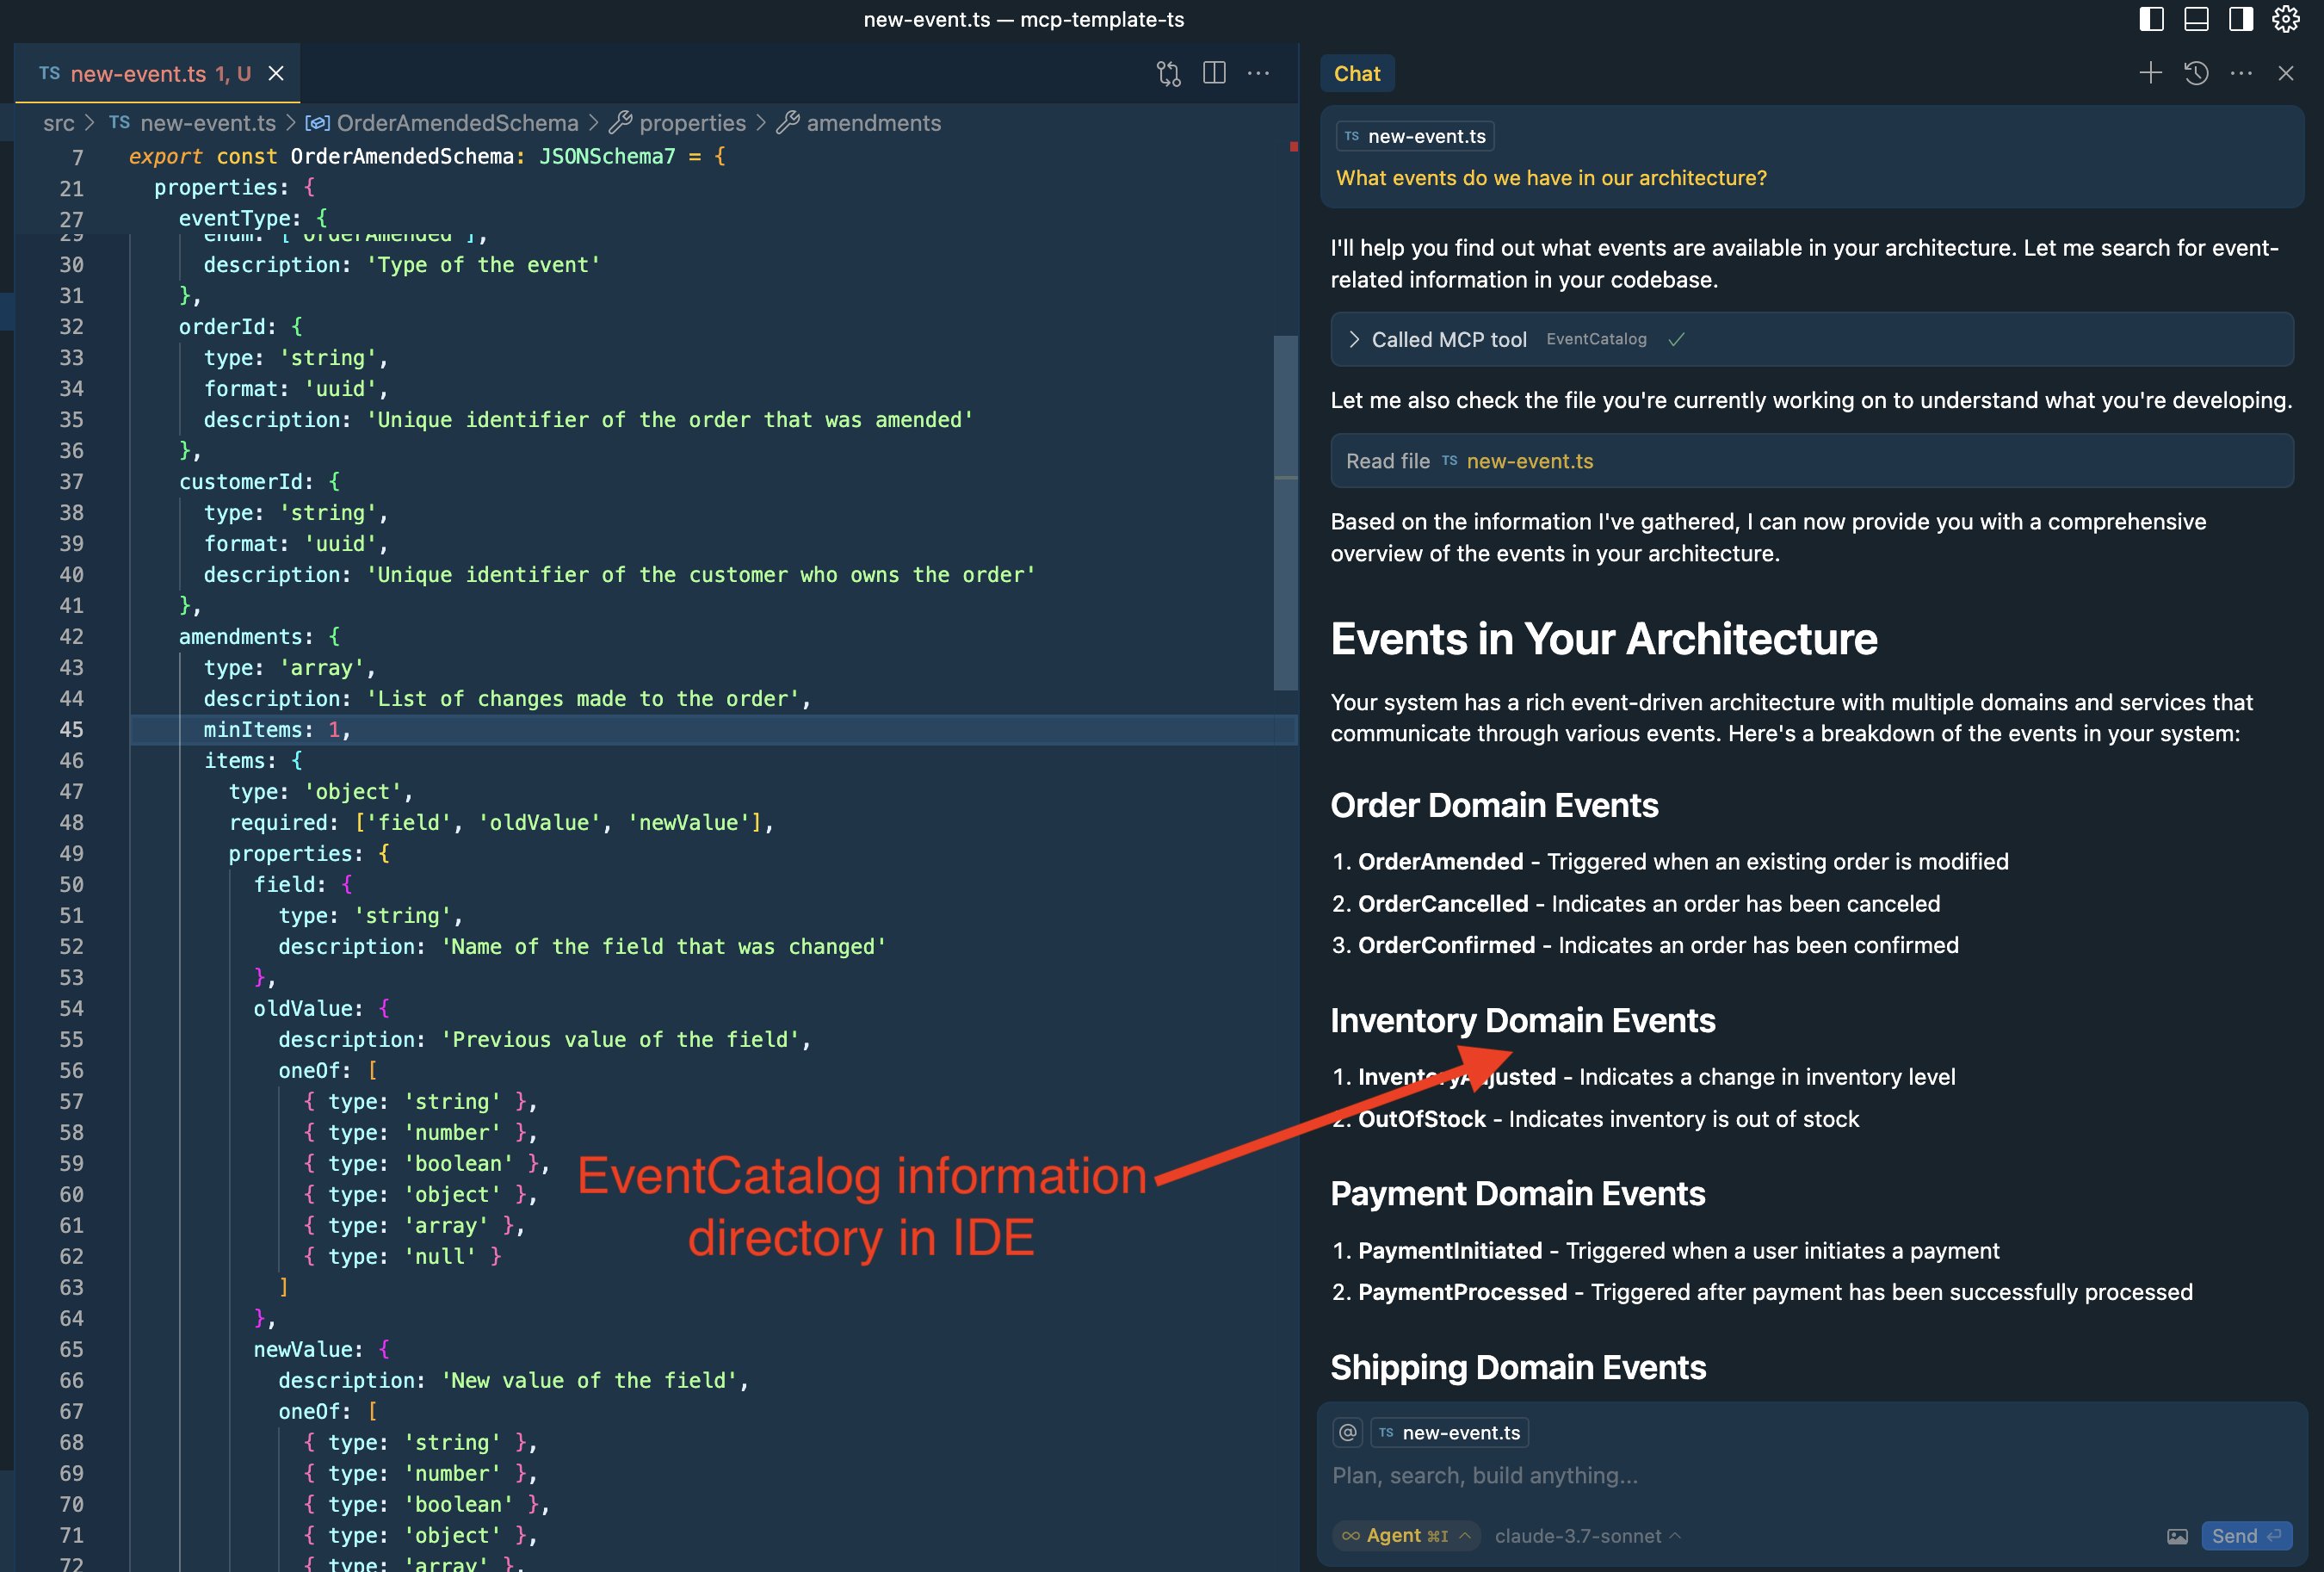 new-event.ts — mcp-template-ts
TS new-event.ts 1, U
src > TS new-event.ts > OrderAmendedSchema > properties > amendments
7 export const OrderAmendedSchema: JSONSchema7 = {
21 properties: {
27 eventType: {
29 enum: ['OrderAmended'],
30 description: 'Type of the event'
31 },
32 orderId: {
33 type: 'string',
34 format: 'uuid',
35 description: 'Unique identifier of the order that was amended'
36 },
37 customerId: {
38 type: 'string',
39 format: 'uuid',
40 description: 'Unique identifier of the customer who owns the order'
41 },
42 amendments: {
43 type: 'array',
44 description: 'List of changes made to the order',
45 minItems: 1,
46 items: {
47 type: 'object',
48 required: ['field', 'oldValue', 'newValue'],
49 properties: {
50 field: {
51 type: 'string',
52 description: 'Name of the field that was changed'
53 },
54 oldValue: {
55 description: 'Previous value of the field',
56 oneOf: [
57 { type: 'string' },
58 { type: 'number' },
59 { type: 'boolean' },
60 { type: 'object' },
61 { type: 'array' },
62 { type: 'null' }
63 ]
64 },
65 newValue: {
66 description: 'New value of the field',
67 oneOf: [
68 { type: 'string' },
69 { type: 'number' },
70 { type: 'boolean' },
71 { type: 'object' },
72 { type: 'array' },
EventCatalog information
directory in IDE
Chat
TS new-event.ts
What events do we have in our architecture?
I'll help you find out what events are available in your architecture. Let me search for event-
related information in your codebase.
Called MCP tool EventCatalog
Let me also check the file you're currently working on to understand what you're developing.
Read file TS new-event.ts
Based on the information I've gathered, I can now provide you with a comprehensive
overview of the events in your architecture.
Events in Your Architecture
Your system has a rich event-driven architecture with multiple domains and services that
communicate through various events. Here's a breakdown of the events in your system:
Order Domain Events
1. OrderAmended - Triggered when an existing order is modified
2. OrderCancelled - Indicates an order has been canceled
3. OrderConfirmed - Indicates an order has been confirmed
Inventory Domain Events
1. InventoryAdjusted - Indicates a change in inventory level
2. OutOfStock - Indicates inventory is out of stock
Payment Domain Events
1. PaymentInitiated - Triggered when a user initiates a payment
2. PaymentProcessed - Triggered after payment has been successfully processed
Shipping Domain Events
@ TS new-event.ts
Plan, search, build anything...
Agent ⌘I claude-3.7-sonnet Send